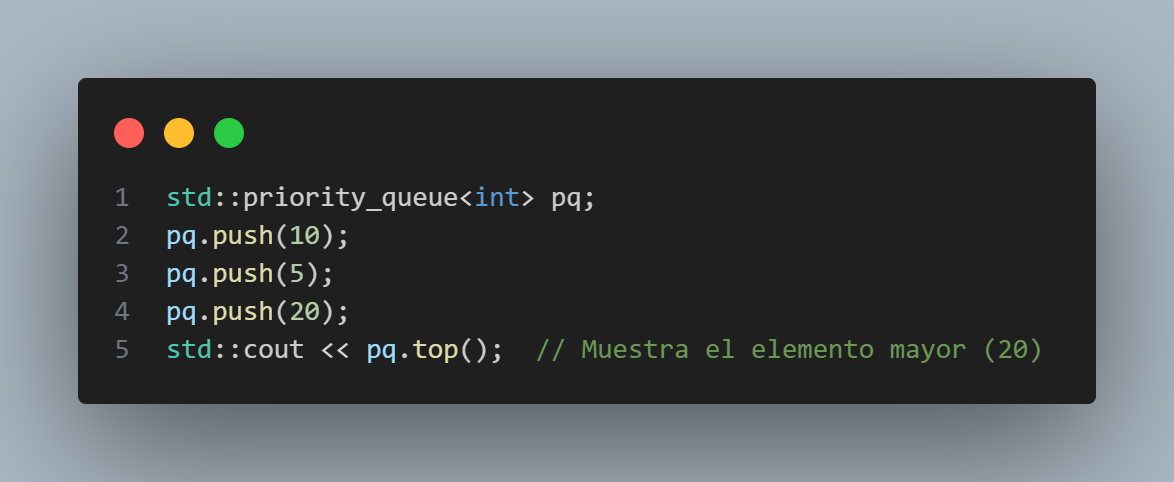 1 std::priority_queue<int> pq;
2 pq.push(10);
3 pq.push(5);
4 pq.push(20);
5 std::cout << pq.top();  // Muestra el elemento mayor (20)